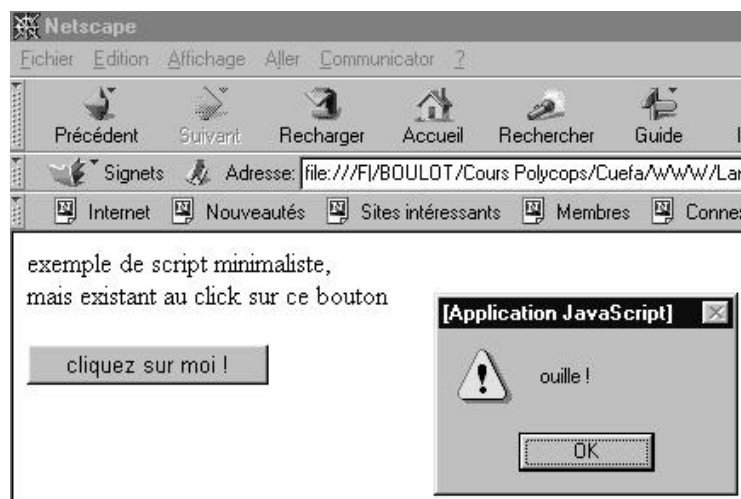 Netscape
Fichier Edition Affichage Aller Communicator ?
Précédent Suivant Recharger Accueil Rechercher Guide
Signets Adresse: file:///F|/BOULOT/Cours Polycops/Cuefa/WWW/Lan
Internet Nouveautés Sites intéressants Membres Connex
exemple de script minimaliste,
mais existant au click sur ce bouton
cliquez sur moi !
[Application JavaScript]
ouille !
OK